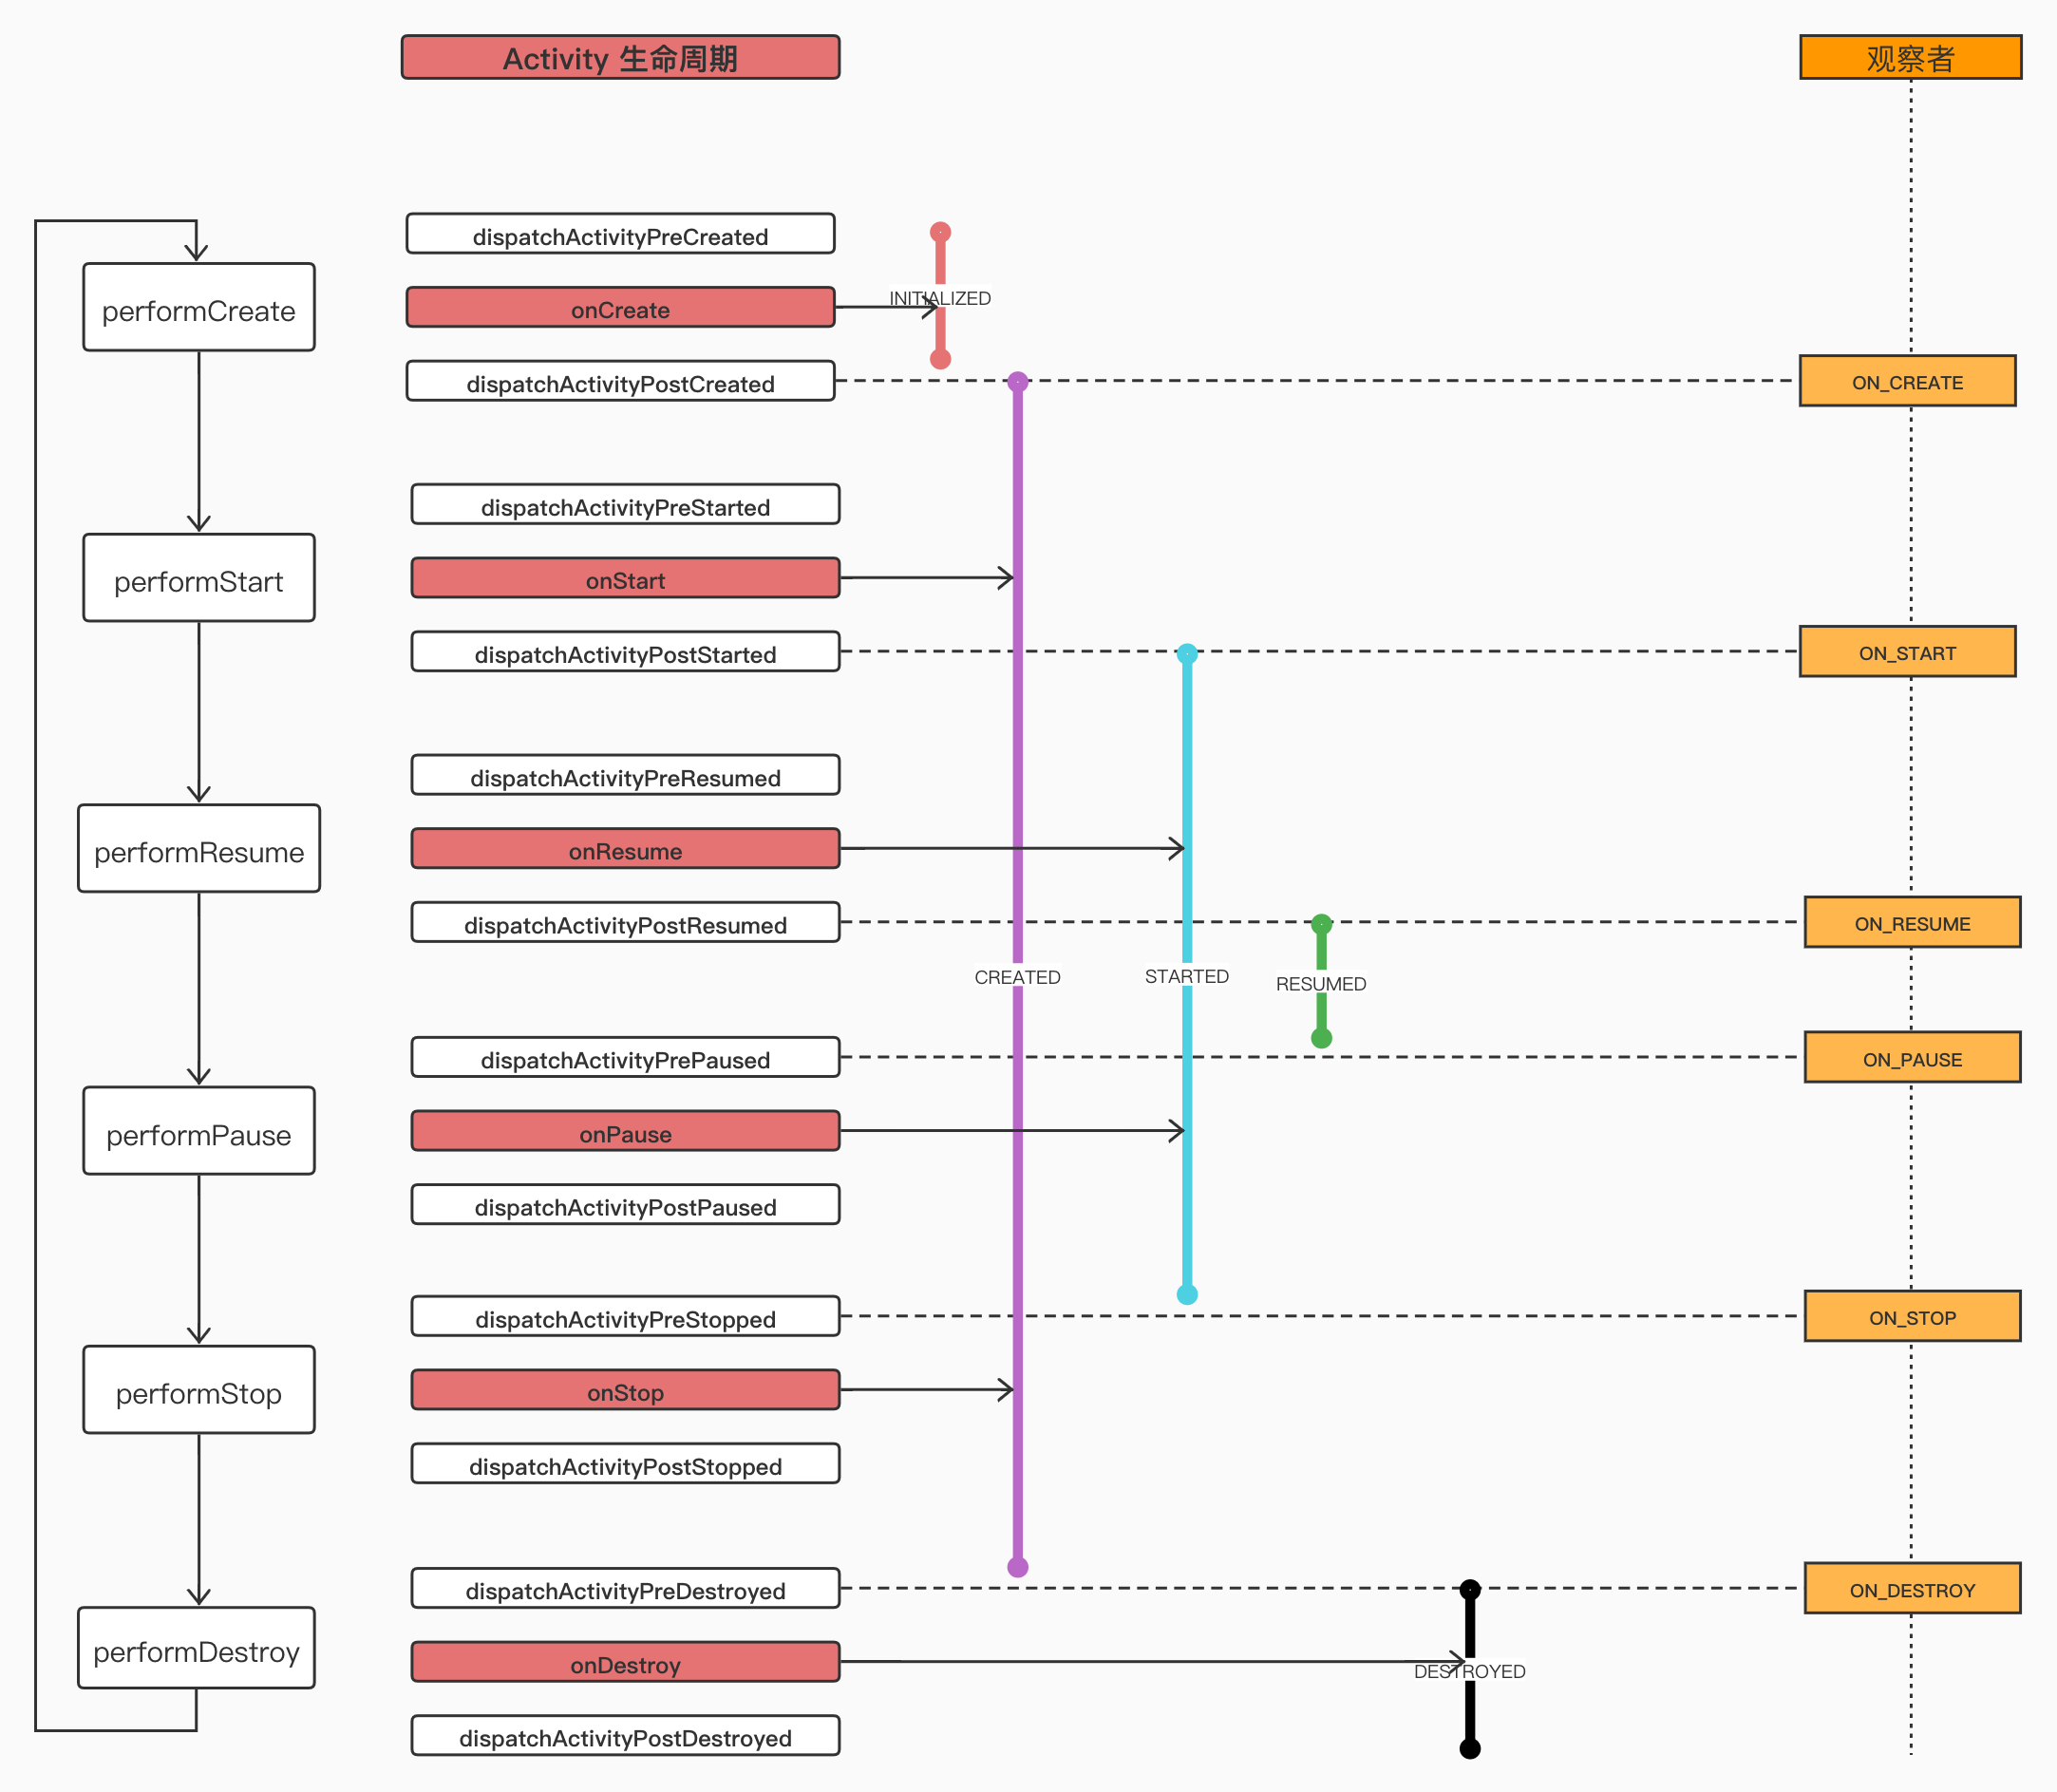 Activity 生命周期
观察者
dispatchActivityPreCreated
INITIALIZED
performCreate
onCreate
dispatchActivityPostCreated
ON_CREATE
dispatchActivityPreStarted
performStart
onStart
dispatchActivityPostStarted
ON_START
dispatchActivityPreResumed
performResume
onResume
dispatchActivityPostResumed
ON_RESUME
CREATED
STARTED
RESUMED
dispatchActivityPrePaused
ON_PAUSE
performPause
onPause
dispatchActivityPostPaused
dispatchActivityPreStopped
ON_STOP
performStop
onStop
dispatchActivityPostStopped
dispatchActivityPreDestroyed
ON_DESTROY
performDestroy
onDestroy
DESTROYED
dispatchActivityPostDestroyed